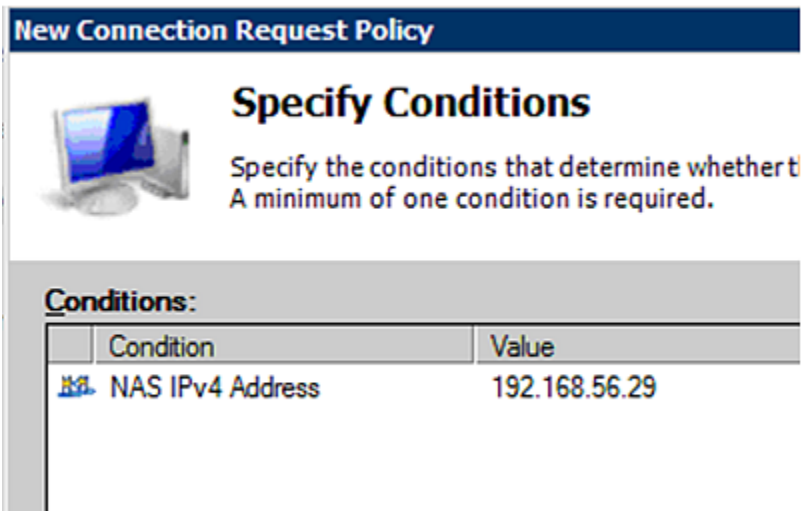 New Connection Request Policy
Specify Conditions
Specify the conditions that determine whether
A minimum of one condition is required.
Conditions:
Condition Value
NAS IPv4 Address 192.168.56.29